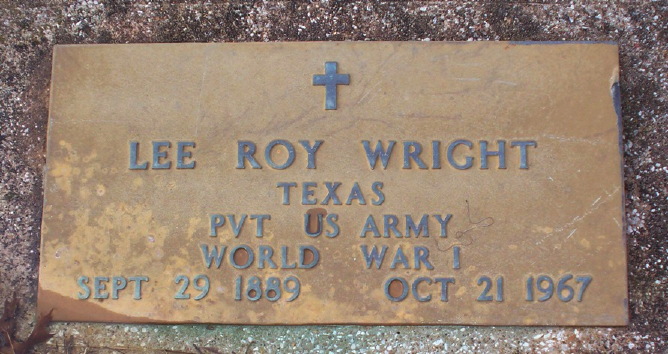 LEE ROY WRIGHT
TEXAS
PVT US ARMY
WORLD WAR I
SEPT 29 1889 OCT 21 1967